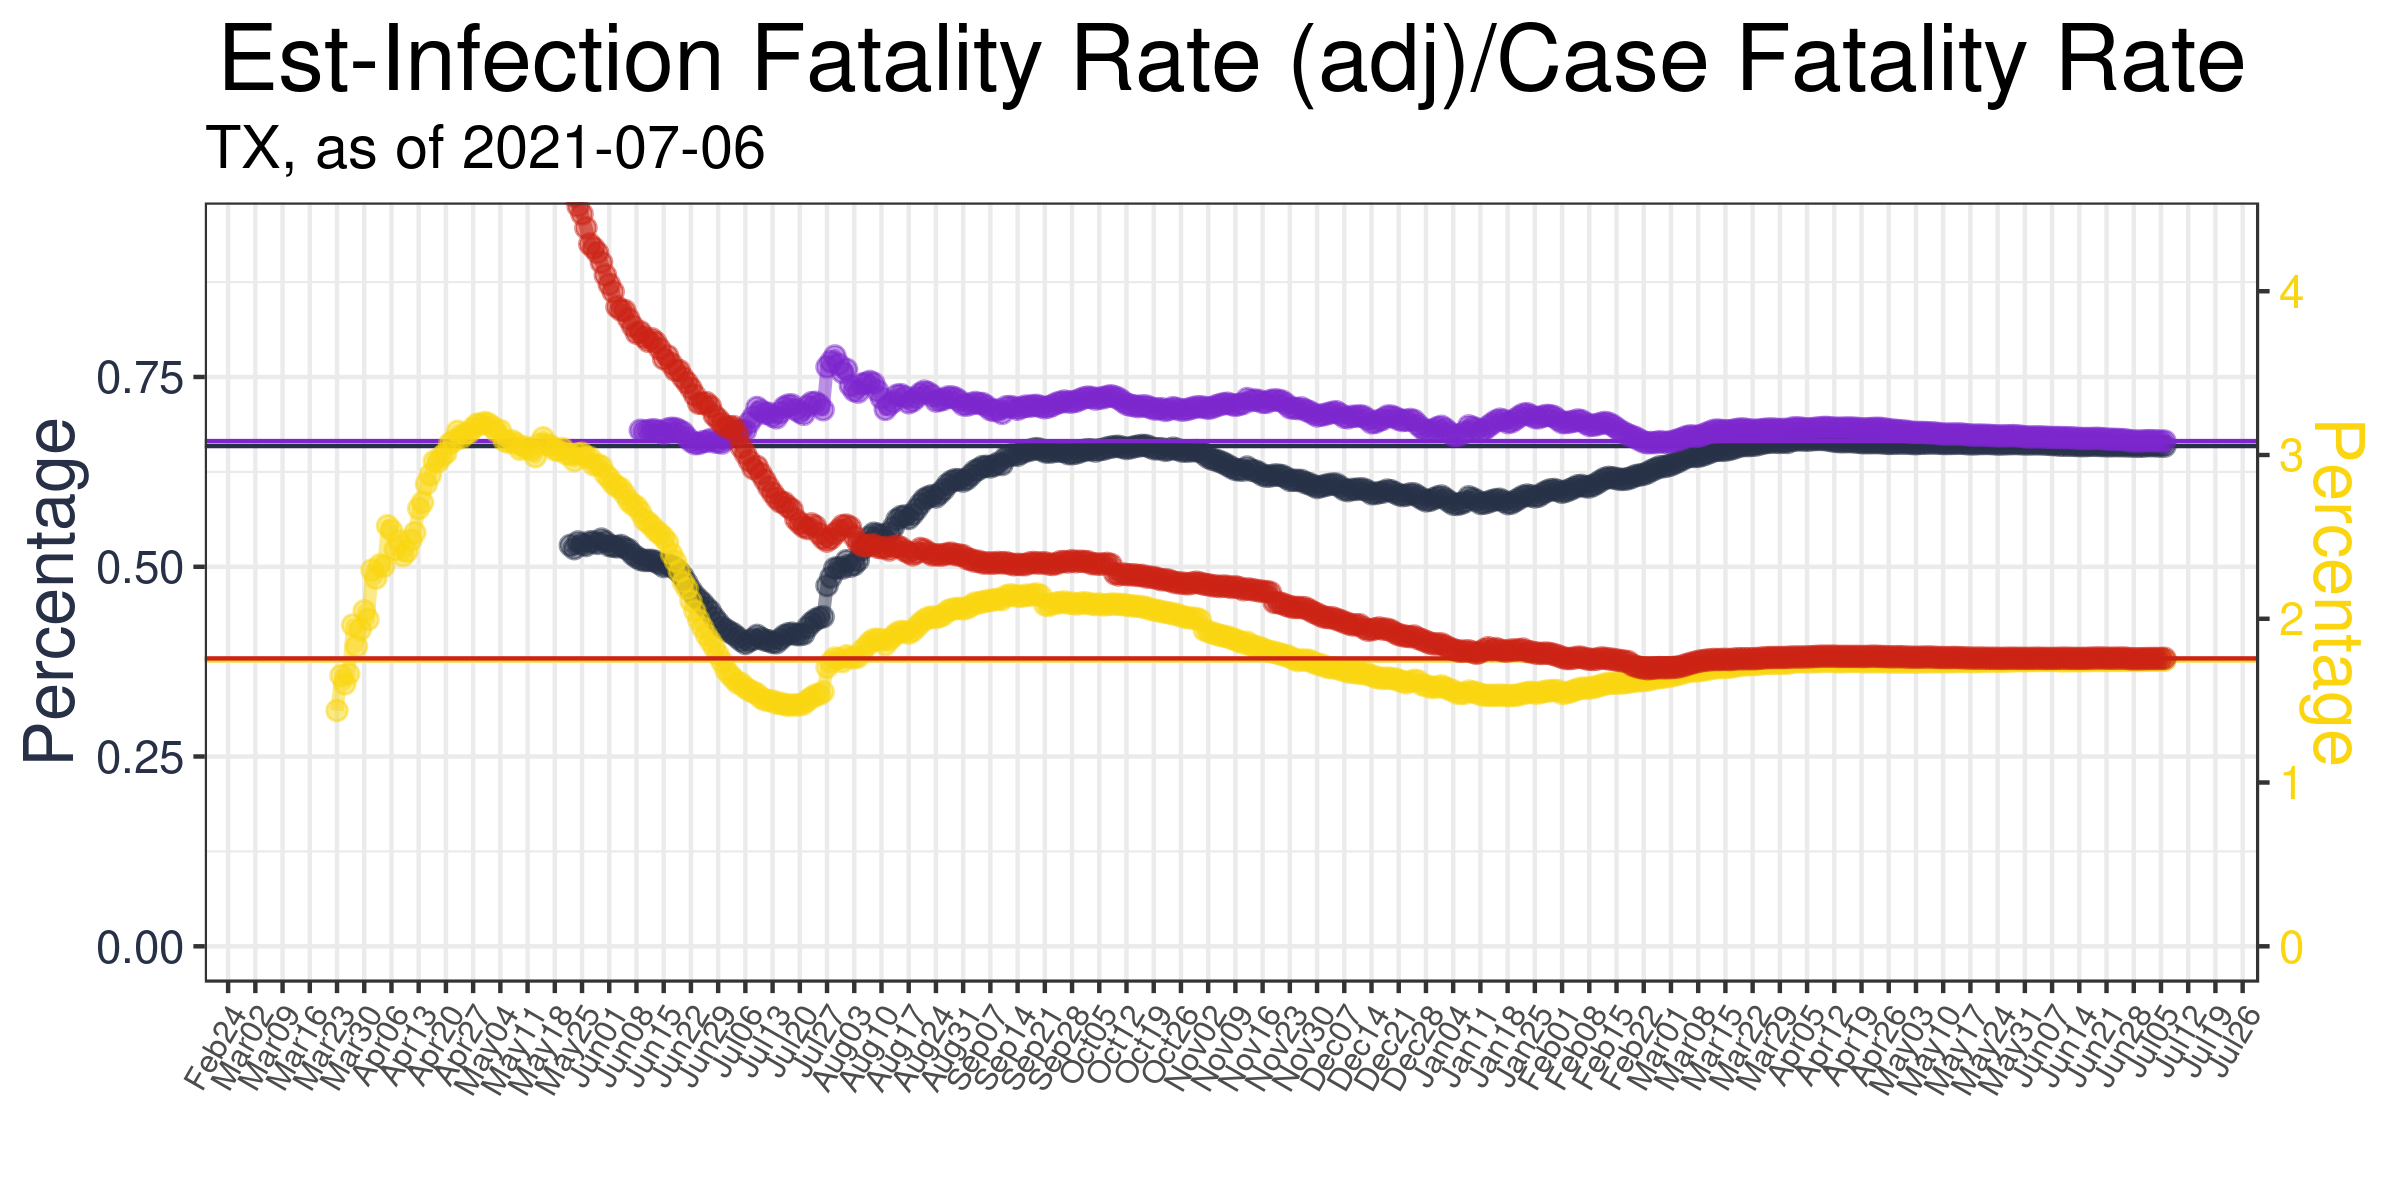 Est-Infection Fatality Rate (adj)/Case Fatality Rate
TX, as of 2021-07-06
Percentage
0.75
0.50
0.25
0.00
4
3
2
1
0
Percentage
Feb24
Mar02
Mar09
Mar16
Mar23
Mar30
Apr06
Apr13
Apr20
Apr27
May04
May11
May18
May25
Jun01
Jun08
Jun15
Jun22
Jun29
Jul06
Jul13
Jul20
Jul27
Aug03
Aug10
Aug17
Aug24
Aug31
Sep07
Sep14
Sep21
Sep28
Oct05
Oct12
Oct19
Oct26
Nov02
Nov09
Nov16
Nov23
Nov30
Dec07
Dec14
Dec21
Dec28
Jan04
Jan11
Jan18
Jan25
Feb01
Feb08
Feb15
Feb22
Mar01
Mar08
Mar15
Mar22
Mar29
Apr05
Apr12
Apr19
Apr26
May03
May10
May17
May24
May31
Jun07
Jun14
Jun21
Jun28
Jul05
Jul12
Jul19
Jul26